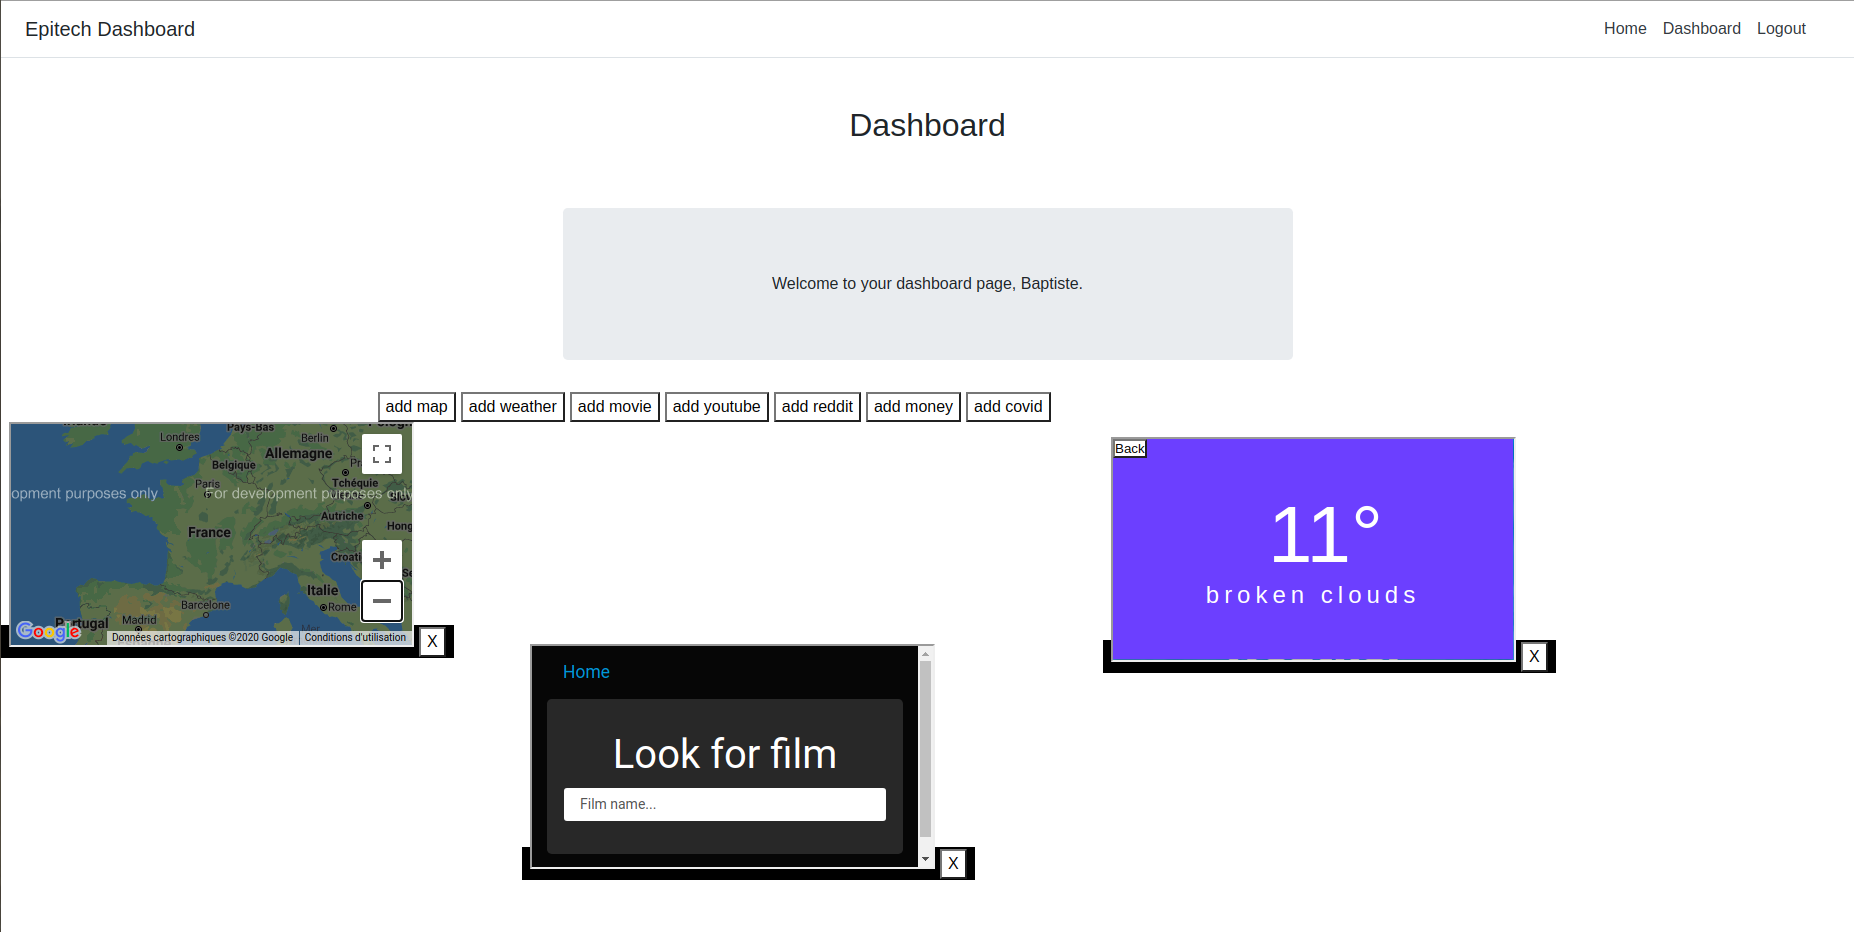 Epitech Dashboard
Home Dashboard Logout
Dashboard
Welcome to your dashboard page, Baptiste.
add map add weather add movie add youtube add reddit add money add covid
Pays-Bas
Londres
Berlin
Allemagne
Belgique
Paris
Tchéquie
opment purposes only
For development purposes only
Autriche
France
Italie
Barcelone
Rome
Portugal
Madrid
Google
Données cartographiques ©2020 Google
Conditions d'utilisation
X
Back
11°
broken clouds
X
Home
Look for film
Film name...
X